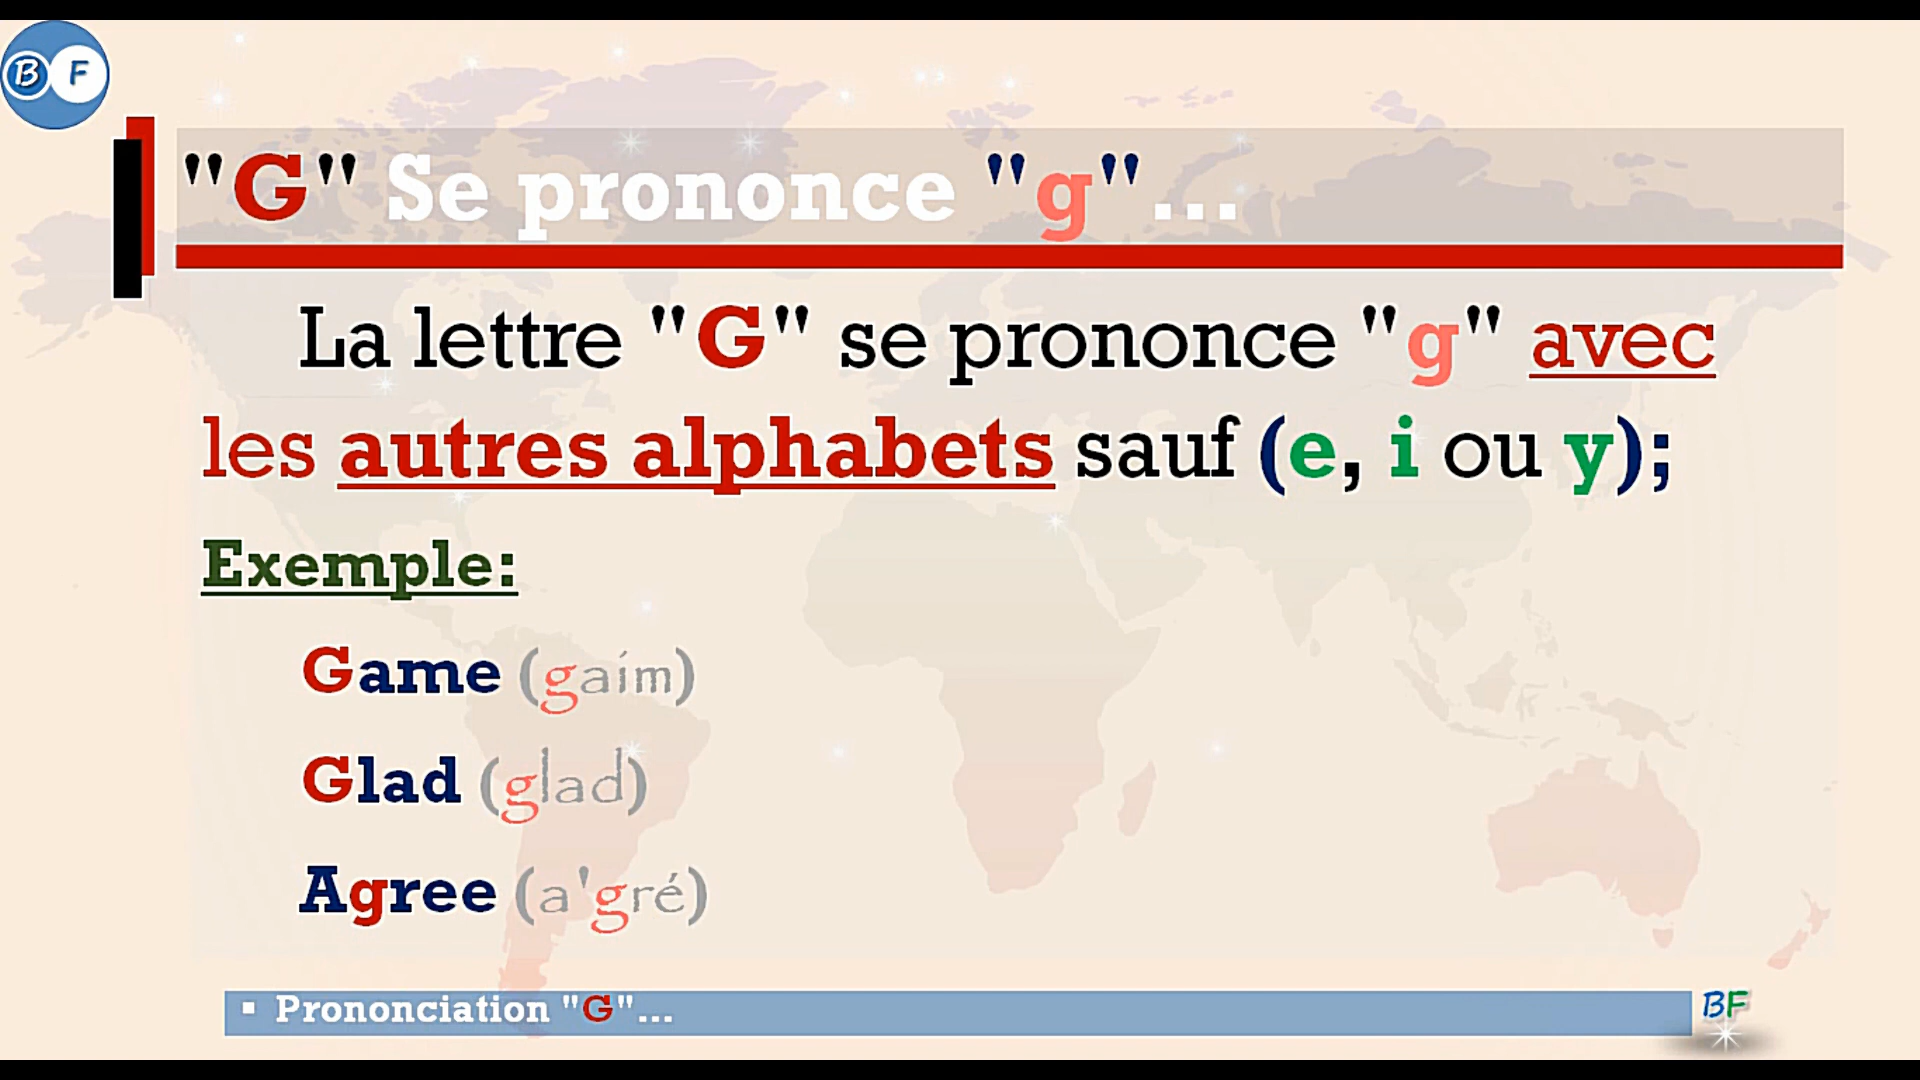 B F
"G" Se prononce "g"...
La lettre "G" se prononce "g" avec
les autres alphabets sauf (e, i ou y);
Exemple:
Game (gaim)
Glad (glad)
Agree (a'gré)
▪ Prononciation "G"...
BF